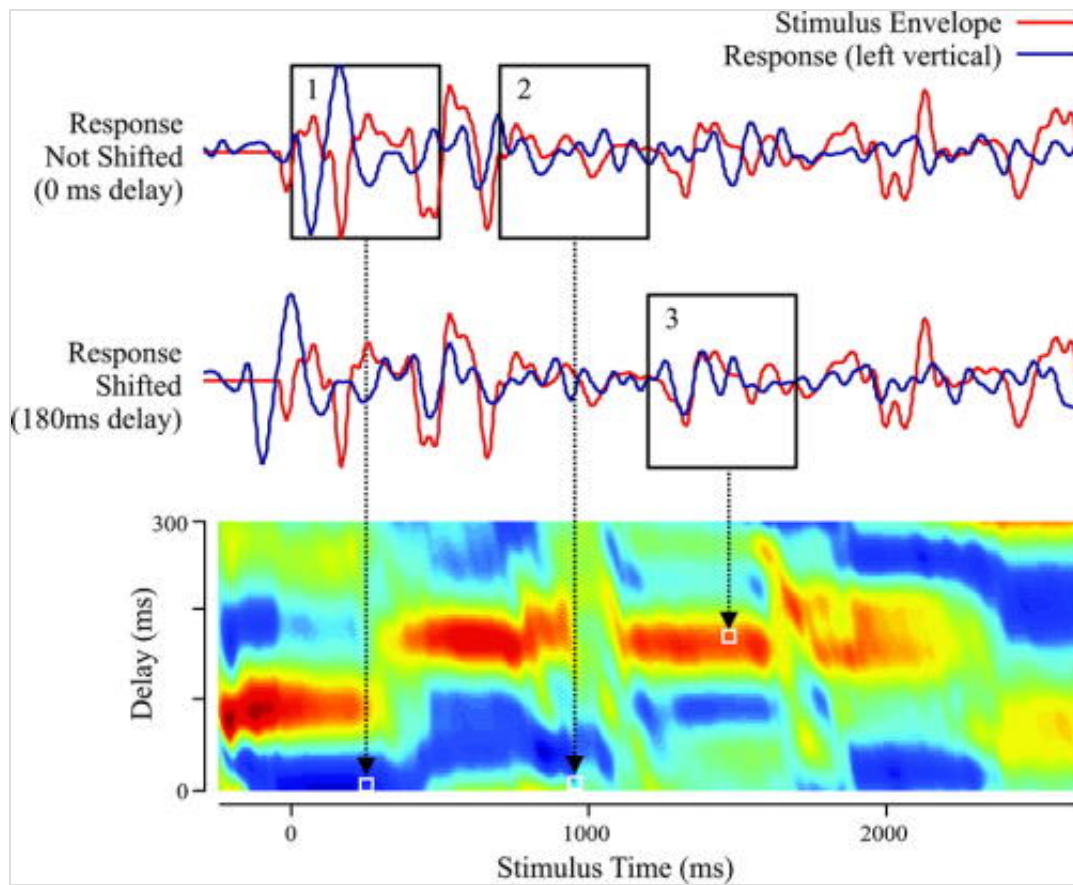 Stimulus Envelope
Response (left vertical)
1
2
Response
Not Shifted
(0 ms delay)
3
Response
Shifted
(180ms delay)
300
Delay (ms)
0
0
1000
2000
Stimulus Time (ms)